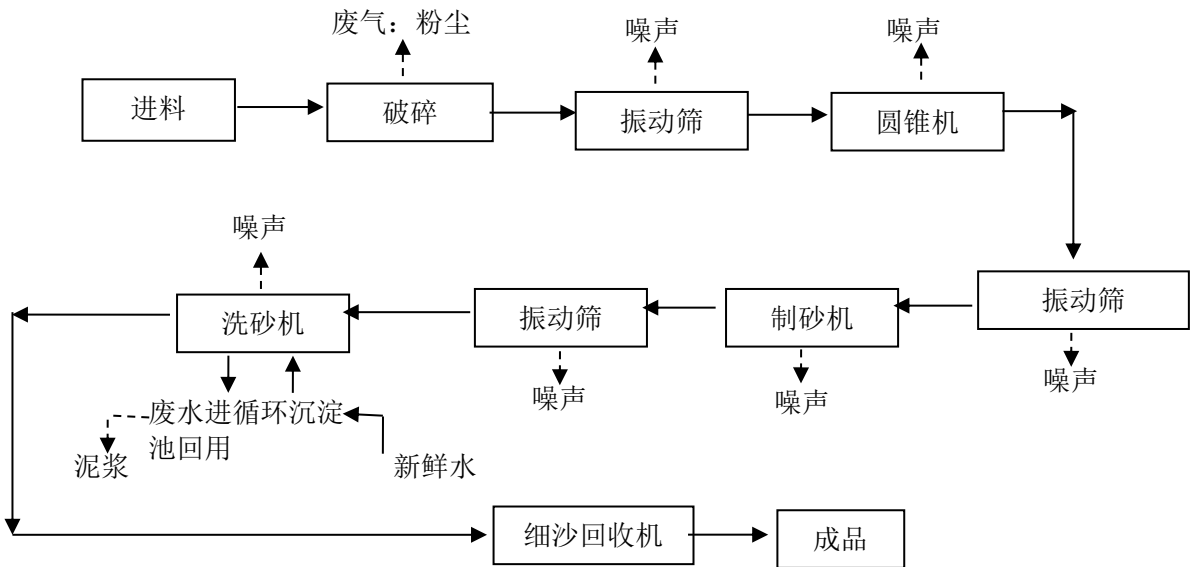 废气：粉尘
噪声
噪声
进料
破碎
振动筛
圆锥机
噪声
洗砂机
振动筛
制砂机
振动筛
噪声
噪声
噪声
废水进循环沉淀
池回用
泥浆
新鲜水
细沙回收机
成品